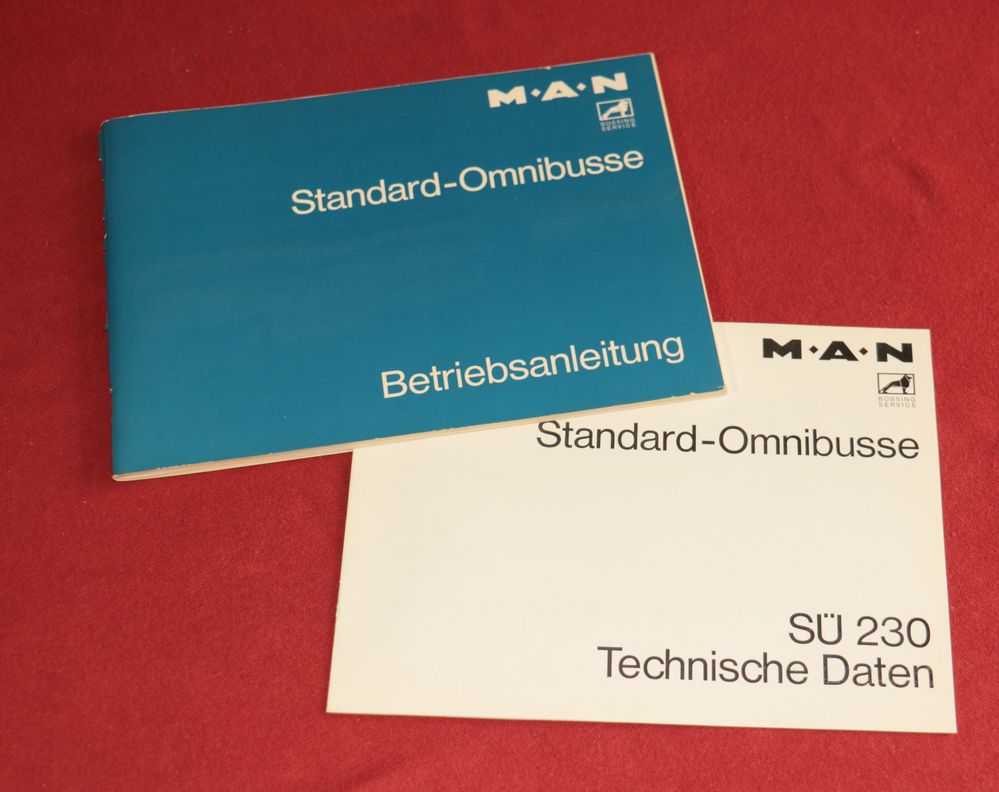 M·A·N
BÜSSING
SERVICE
Standard-Omnibusse
Betriebsanleitung
M·A·N
BÜSSING
SERVICE
Standard-Omnibusse
SÜ 230
Technische Daten